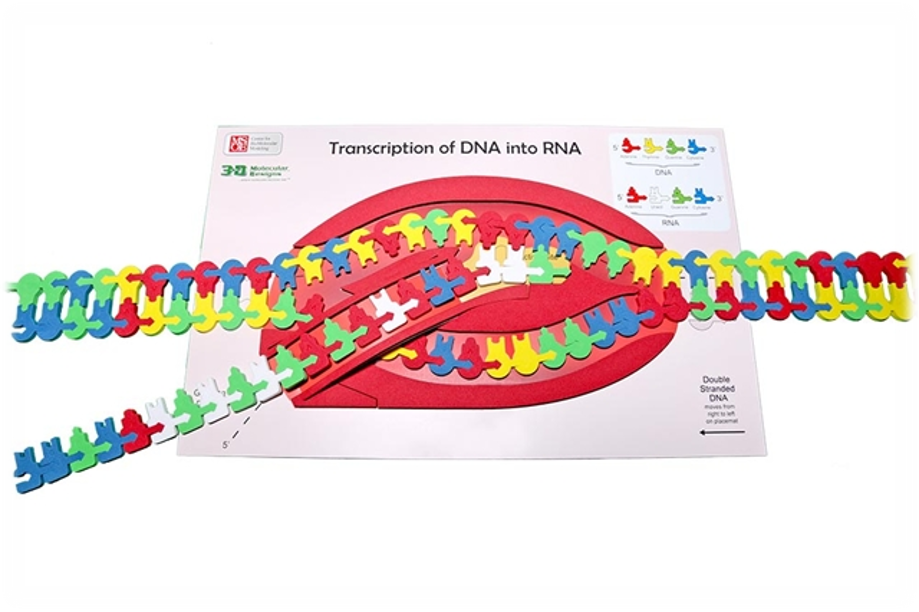 Transcription of DNA into RNA
3-D Molecular
Designs
5' Adenine Thymine Guanine Cytosine 3'
DNA
5' Adenine Uracil Guanine Cytosine 3'
RNA
5'
Double
Stranded
DNA
moves from
right to left
on placemat